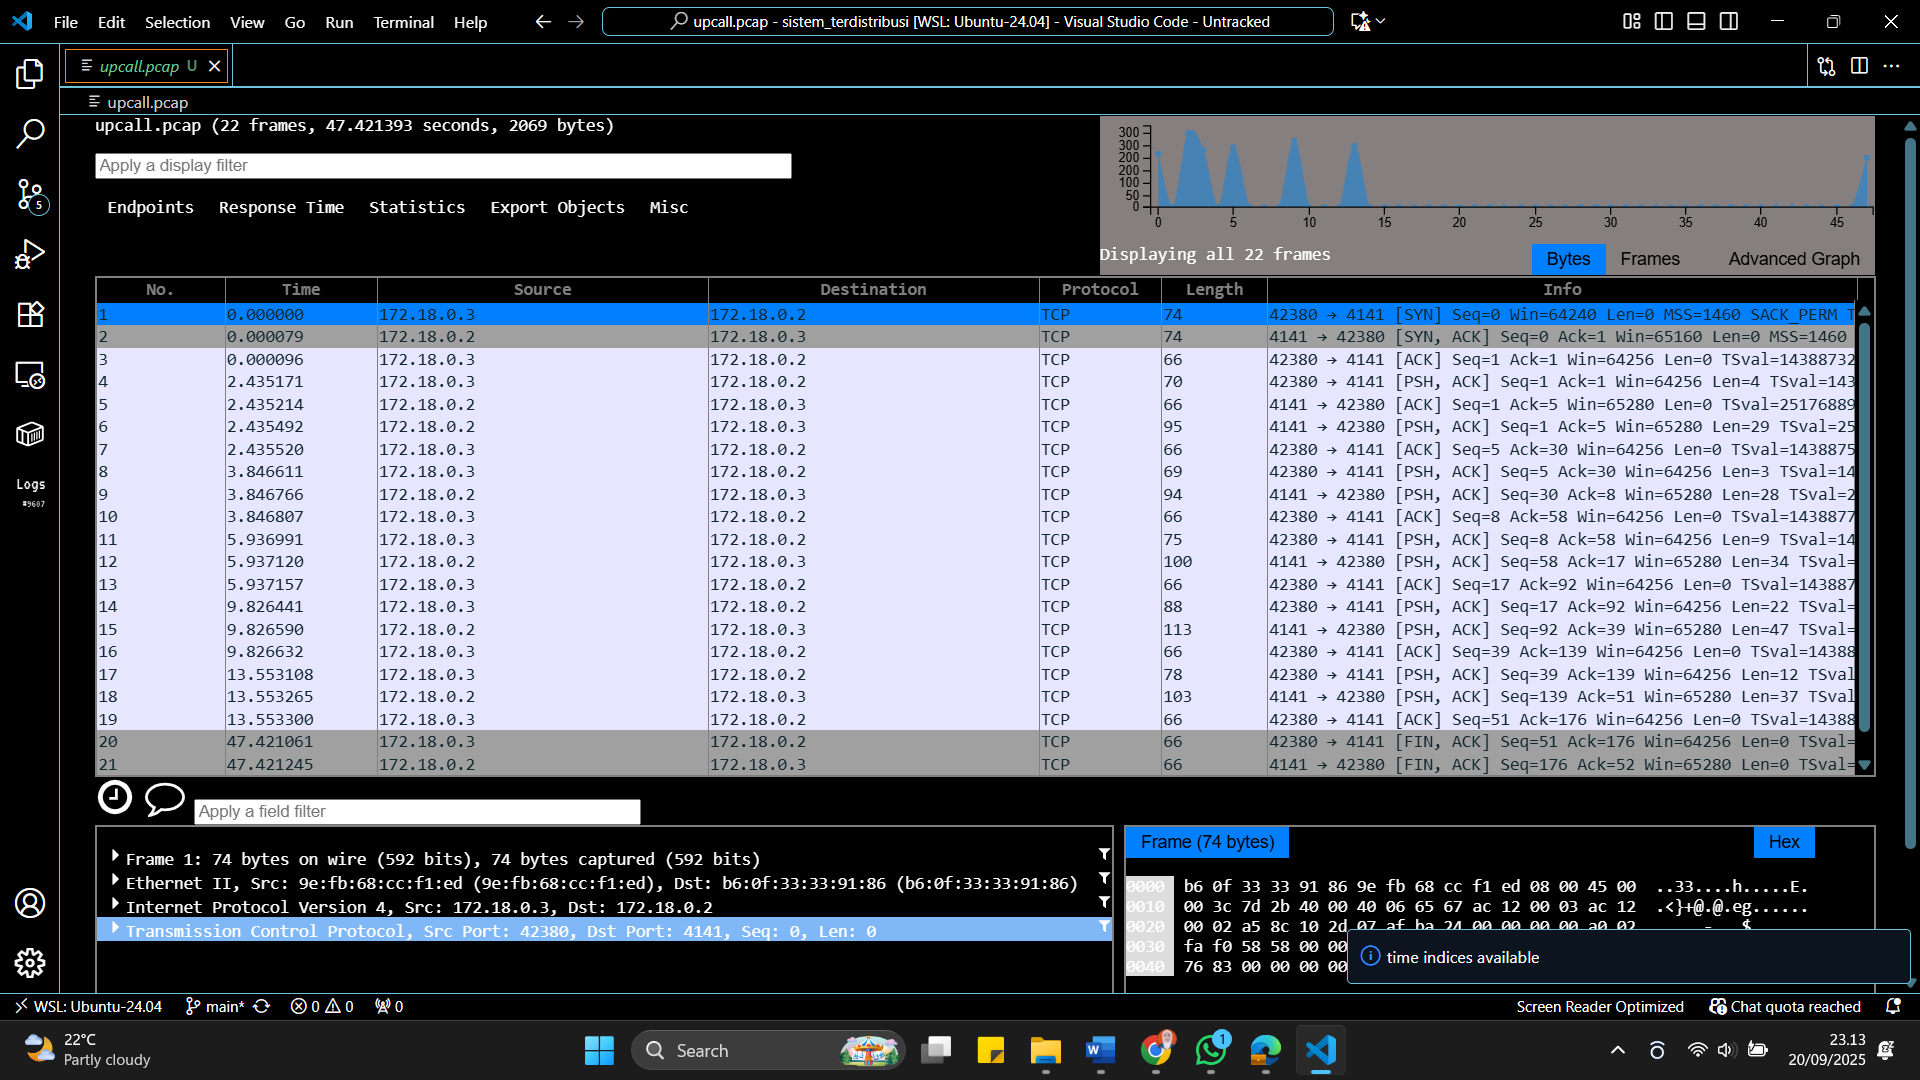 File Edit Selection View Go Run Terminal Help
upcall.pcap - sistem_terdistribusi [WSL: Ubuntu-24.04] - Visual Studio Code - Untracked
upcall.pcap U
upcall.pcap
upcall.pcap (22 frames, 47.421393 seconds, 2069 bytes)
Apply a display filter
Endpoints Response Time Statistics Export Objects Misc
300
250
200
200
100
50
0
0 5 10 15 20 25 30 35 40 45
Displaying all 22 frames
Bytes Frames Advanced Graph
5
Logs
#9607
No. Time Source Destination Protocol Length Info
1 0.000000 172.18.0.3 172.18.0.2 TCP 74 42380 → 4141 [SYN] Seq=0 Win=64240 Len=0 MSS=1460 SACK_PERM T
2 0.000079 172.18.0.2 172.18.0.3 TCP 74 4141 → 42380 [SYN, ACK] Seq=0 Ack=1 Win=65160 Len=0 MSS=1460
3 0.000096 172.18.0.3 172.18.0.2 TCP 66 42380 → 4141 [ACK] Seq=1 Ack=1 Win=64256 Len=0 TSval=14388732
4 2.435171 172.18.0.3 172.18.0.2 TCP 70 42380 → 4141 [PSH, ACK] Seq=1 Ack=1 Win=64256 Len=4 TSval=143
5 2.435214 172.18.0.2 172.18.0.3 TCP 66 4141 → 42380 [ACK] Seq=1 Ack=5 Win=65280 Len=0 TSval=25176889
6 2.435492 172.18.0.2 172.18.0.3 TCP 95 4141 → 42380 [PSH, ACK] Seq=1 Ack=5 Win=65280 Len=29 TSval=25
7 2.435520 172.18.0.3 172.18.0.2 TCP 66 42380 → 4141 [ACK] Seq=5 Ack=30 Win=64256 Len=0 TSval=1438875
8 3.846611 172.18.0.3 172.18.0.2 TCP 69 42380 → 4141 [PSH, ACK] Seq=5 Ack=30 Win=64256 Len=3 TSval=14
9 3.846766 172.18.0.2 172.18.0.3 TCP 94 4141 → 42380 [PSH, ACK] Seq=30 Ack=8 Win=65280 Len=28 TSval=2
10 3.846807 172.18.0.3 172.18.0.2 TCP 66 42380 → 4141 [ACK] Seq=8 Ack=58 Win=64256 Len=0 TSval=1438877
11 5.936991 172.18.0.3 172.18.0.2 TCP 75 42380 → 4141 [PSH, ACK] Seq=8 Ack=58 Win=64256 Len=9 TSval=14
12 5.937120 172.18.0.2 172.18.0.3 TCP 100 4141 → 42380 [PSH, ACK] Seq=58 Ack=17 Win=65280 Len=34 TSval=
13 5.937157 172.18.0.3 172.18.0.2 TCP 66 42380 → 4141 [ACK] Seq=17 Ack=92 Win=64256 Len=0 TSval=143887
14 9.826441 172.18.0.3 172.18.0.2 TCP 88 42380 → 4141 [PSH, ACK] Seq=17 Ack=92 Win=64256 Len=22 TSval=
15 9.826590 172.18.0.2 172.18.0.3 TCP 113 4141 → 42380 [PSH, ACK] Seq=92 Ack=39 Win=65280 Len=47 TSval=
16 9.826632 172.18.0.3 172.18.0.2 TCP 66 42380 → 4141 [ACK] Seq=39 Ack=139 Win=64256 Len=0 TSval=14388
17 13.553108 172.18.0.3 172.18.0.2 TCP 78 42380 → 4141 [PSH, ACK] Seq=39 Ack=139 Win=64256 Len=12 TSval
18 13.553265 172.18.0.2 172.18.0.3 TCP 103 4141 → 42380 [PSH, ACK] Seq=139 Ack=51 Win=65280 Len=37 TSval
19 13.553300 172.18.0.3 172.18.0.2 TCP 66 42380 → 4141 [ACK] Seq=51 Ack=176 Win=64256 Len=0 TSval=14388
20 47.421061 172.18.0.3 172.18.0.2 TCP 66 42380 → 4141 [FIN, ACK] Seq=51 Ack=176 Win=64256 Len=0 TSval=
21 47.421245 172.18.0.2 172.18.0.3 TCP 66 4141 → 42380 [FIN, ACK] Seq=176 Ack=52 Win=65280 Len=0 TSval=
Apply a field filter
Frame 1: 74 bytes on wire (592 bits), 74 bytes captured (592 bits)
Ethernet II, Src: 9e:fb:68:cc:f1:ed (9e:fb:68:cc:f1:ed), Dst: b6:0f:33:33:91:86 (b6:0f:33:33:91:86)
Internet Protocol Version 4, Src: 172.18.0.3, Dst: 172.18.0.2
Transmission Control Protocol, Src Port: 42380, Dst Port: 4141, Seq: 0, Len: 0
Frame (74 bytes) Hex
0000 b6 0f 33 33 91 86 9e fb 68 cc f1 ed 08 00 45 00 ..33....h.....E.
0010 00 3c 7d 2b 40 00 40 06 65 67 ac 12 00 03 ac 12 .<}+@.@.eg......
0020 00 02 a5 8c 10 2d 07 af ba 24 00 00 00 00 a0 02
0030 fa f0 58 58 00 00
0040 76 83 00 00 00 00
time indices available
WSL: Ubuntu-24.04 main* 0 0 0
Screen Reader Optimized Chat quota reached
22°C
Partly cloudy
Search
1
23.13
20/09/2025